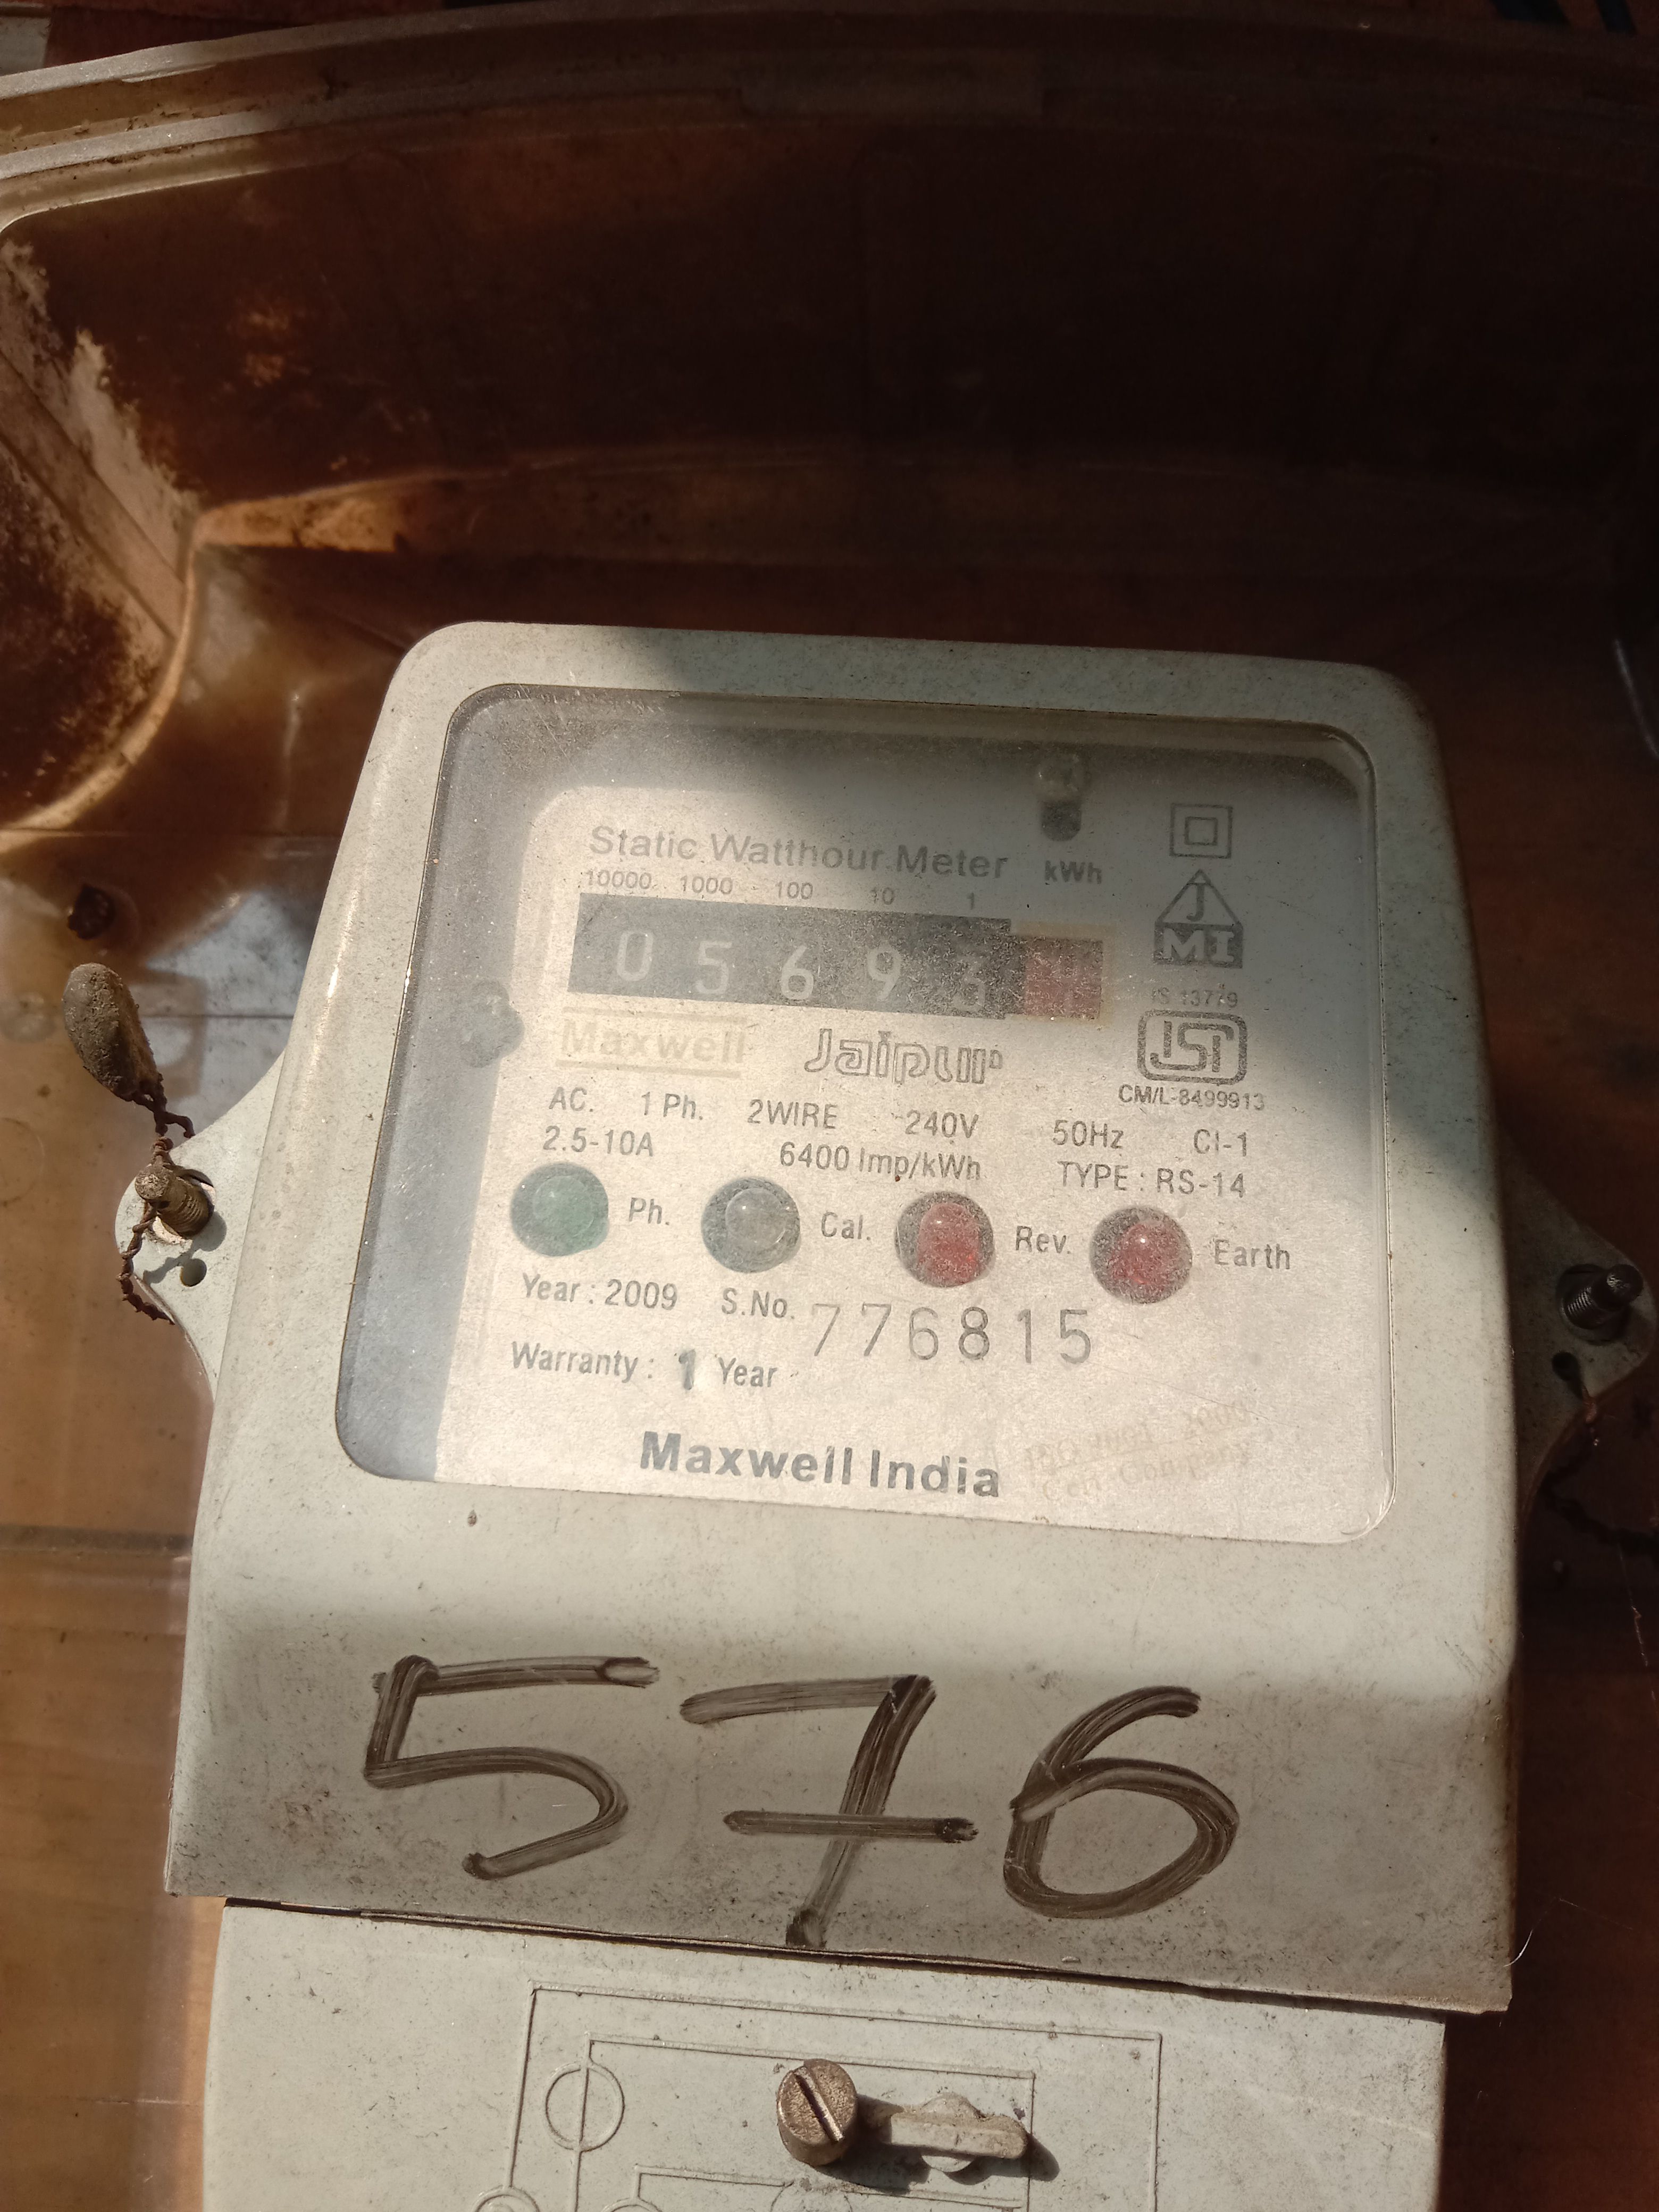 Static Watthour Meter
kWh
10000 1000 100 10 1
0 5 6 9
J
MI
IS 13779
Maxwell
Jaipur
ISI
CM/L-8499913
AC. 1 Ph. 2WIRE 240V 50Hz Cl-1
2.5-10A 6400 Imp/kWh TYPE : RS-14
Ph. Cal. Rev. Earth
Year : 2009 S.No. 776815
Warranty : 1 Year
Maxwell India
576